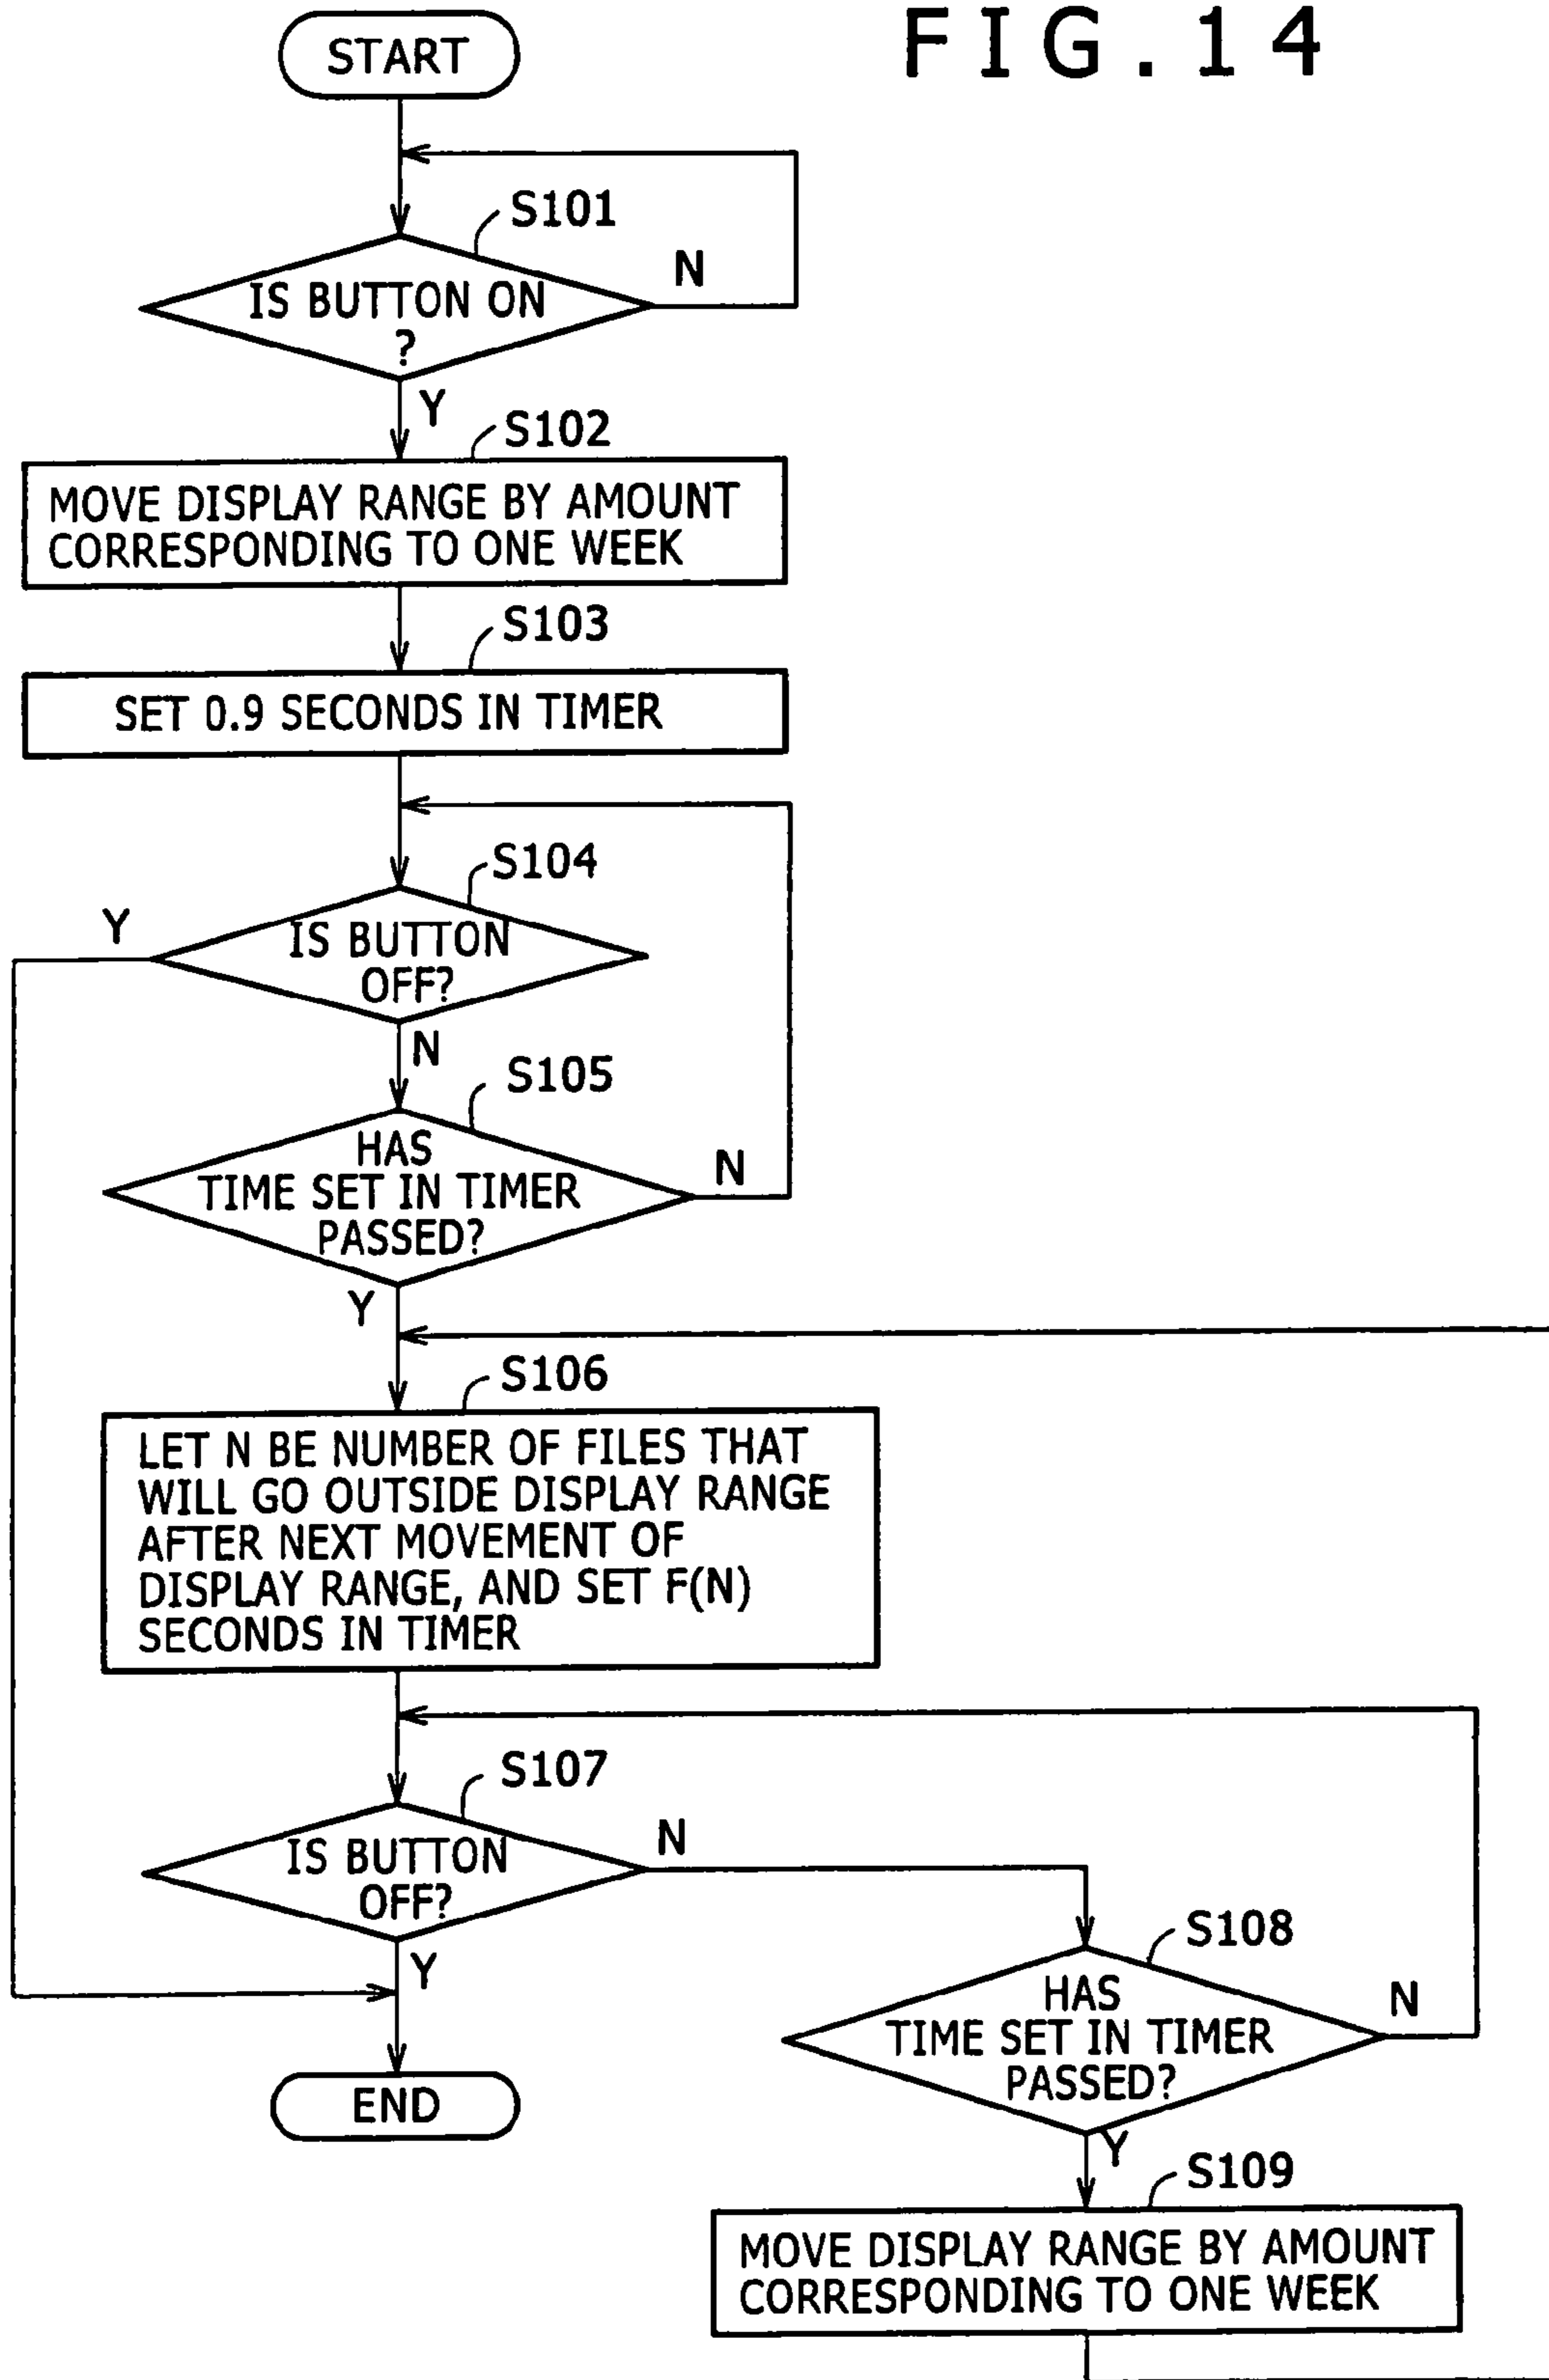 FIG.14
START
S101
IS BUTTON ON
?
N
Y
S102
MOVE DISPLAY RANGE BY AMOUNT
CORRESPONDING TO ONE WEEK
S103
SET 0.9 SECONDS IN TIMER
S104
Y
IS BUTTON
OFF?
N
S105
HAS
TIME SET IN TIMER
PASSED?
N
Y
S106
LET N BE NUMBER OF FILES THAT
WILL GO OUTSIDE DISPLAY RANGE
AFTER NEXT MOVEMENT OF
DISPLAY RANGE, AND SET F(N)
SECONDS IN TIMER
S107
IS BUTTON
OFF?
N
Y
S108
HAS
TIME SET IN TIMER
PASSED?
N
Y
END
S109
MOVE DISPLAY RANGE BY AMOUNT
CORRESPONDING TO ONE WEEK